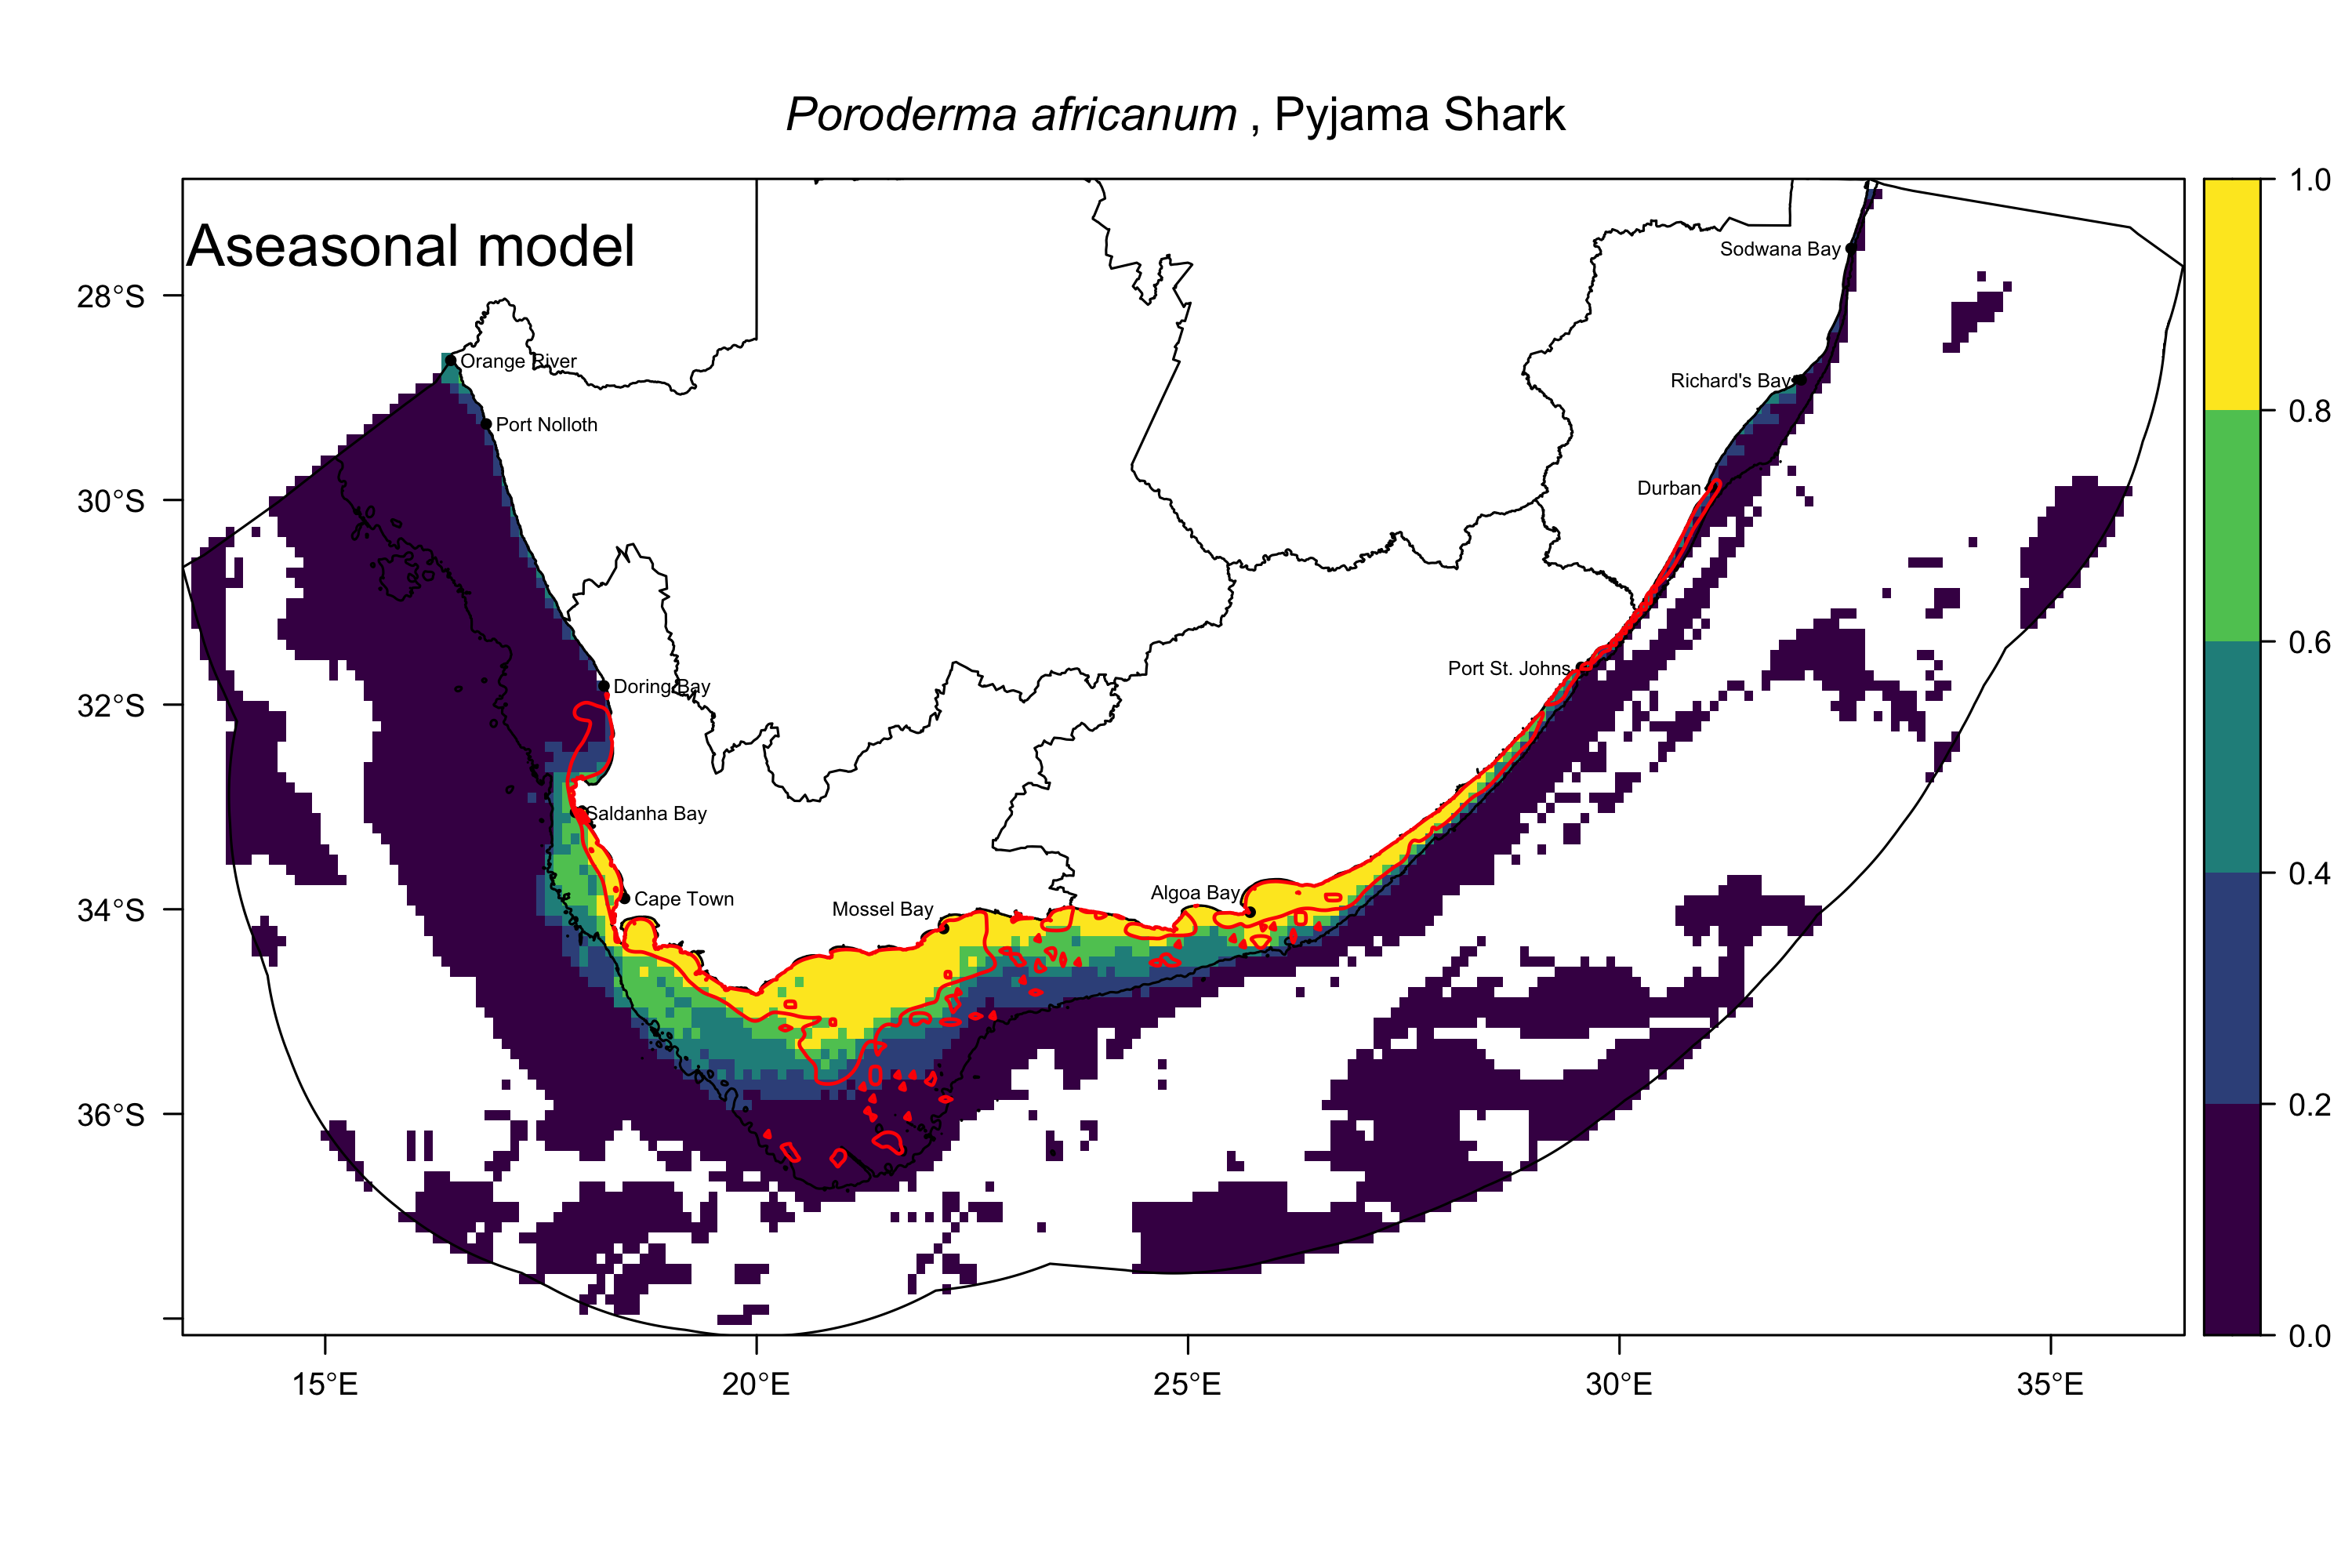 Poroderma africanum , Pyjama Shark
Aseasonal model
Sodwana Bay
Orange River
Richard's Bay
Port Nolloth
Durban
Port St. Johns
Doring Bay
Saldanha Bay
Cape Town
Mossel Bay
Algoa Bay
28°S
30°S
32°S
34°S
36°S
15°E
20°E
25°E
30°E
35°E
1.0
0.8
0.6
0.4
0.2
0.0